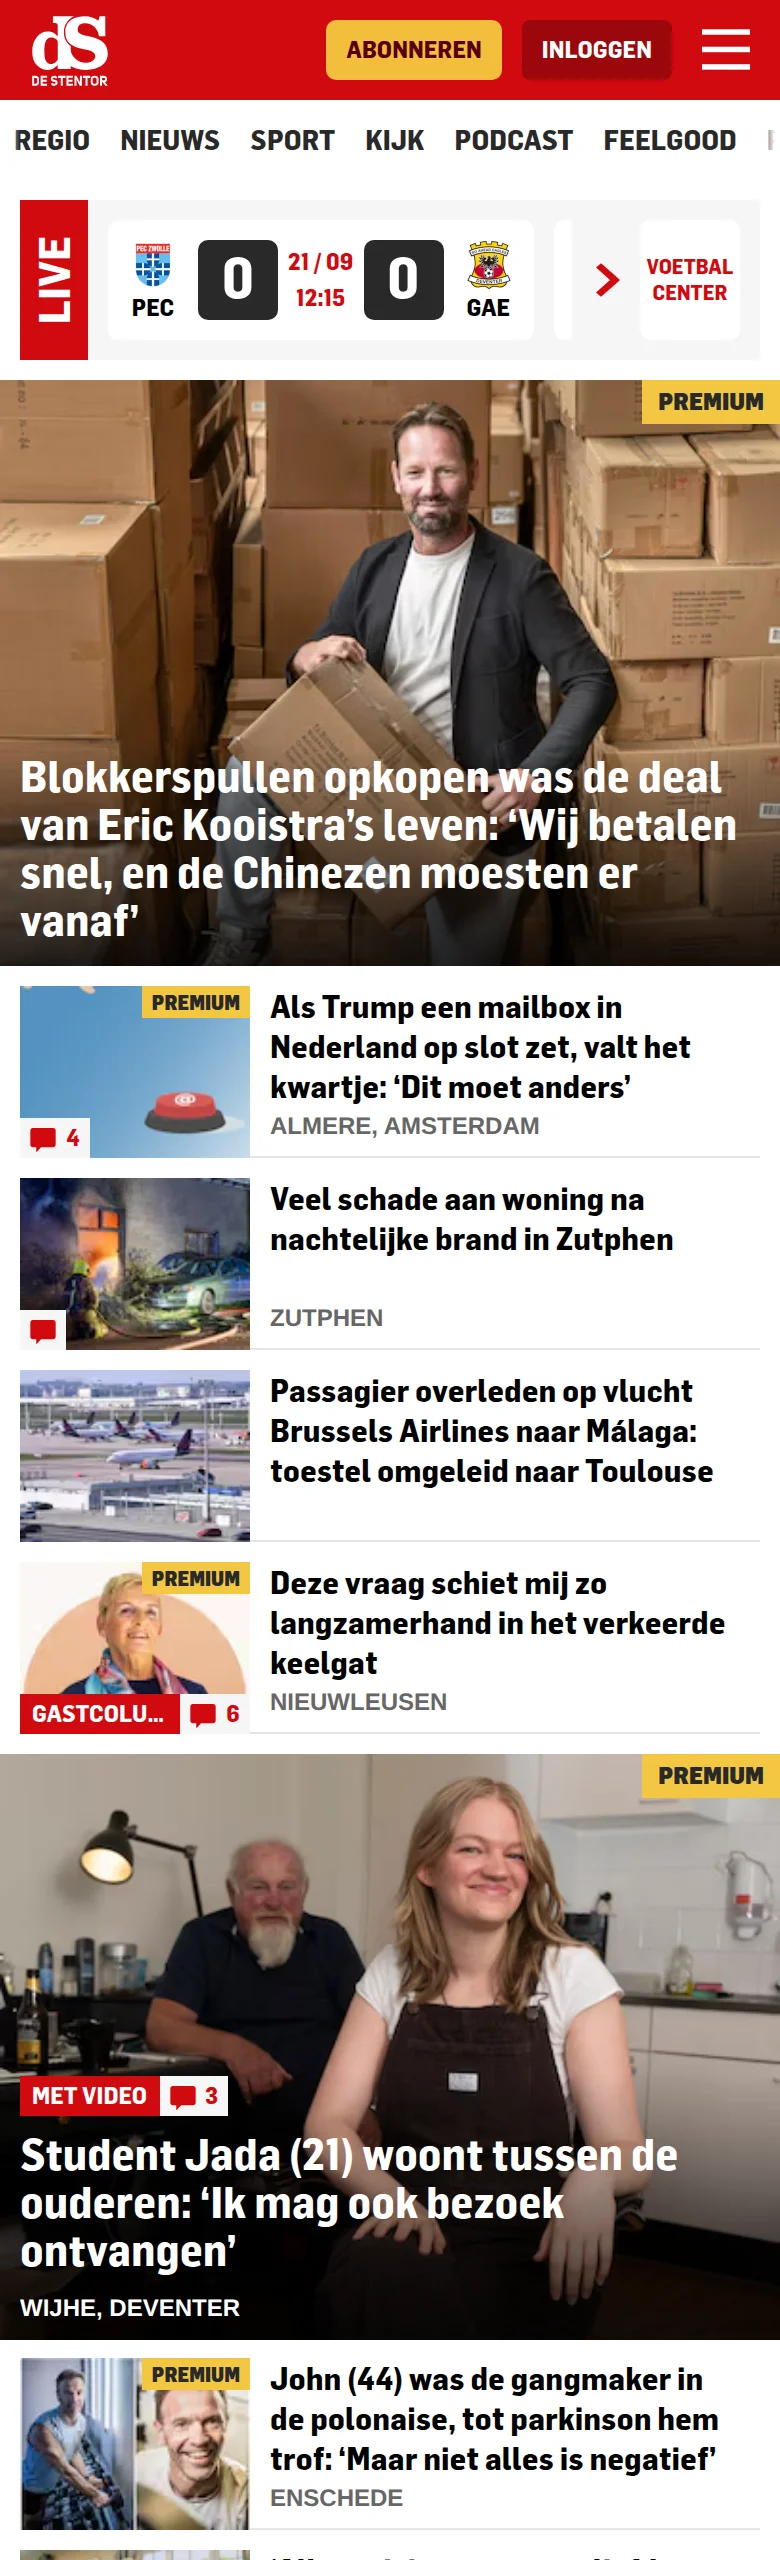 dS
DE STENTOR
ABONNEREN
INLOGGEN
REGIO NIEUWS SPORT KIJK PODCAST FEELGOOD
LIVE
PEC ZWOLLE
PEC
0
21 / 09
12:15
0
GAE
VOETBAL
CENTER
PREMIUM
Blokkerspullen opkopen was de deal
van Eric Kooistra’s leven: ‘Wij betalen
snel, en de Chinezen moesten er
vanaf’
PREMIUM
4
Als Trump een mailbox in
Nederland op slot zet, valt het
kwartje: ‘Dit moet anders’
ALMERE, AMSTERDAM
Veel schade aan woning na
nachtelijke brand in Zutphen
ZUTPHEN
Passagier overleden op vlucht
Brussels Airlines naar Málaga:
toestel omgeleid naar Toulouse
PREMIUM
GASTCOLU...
6
Deze vraag schiet mij zo
langzamerhand in het verkeerde
keelgat
NIEUWLEUSEN
PREMIUM
MET VIDEO
3
Student Jada (21) woont tussen de
ouderen: ‘Ik mag ook bezoek
ontvangen’
WIJHE, DEVENTER
PREMIUM
John (44) was de gangmaker in
de polonaise, tot parkinson hem
trof: ‘Maar niet alles is negatief’
ENSCHEDE